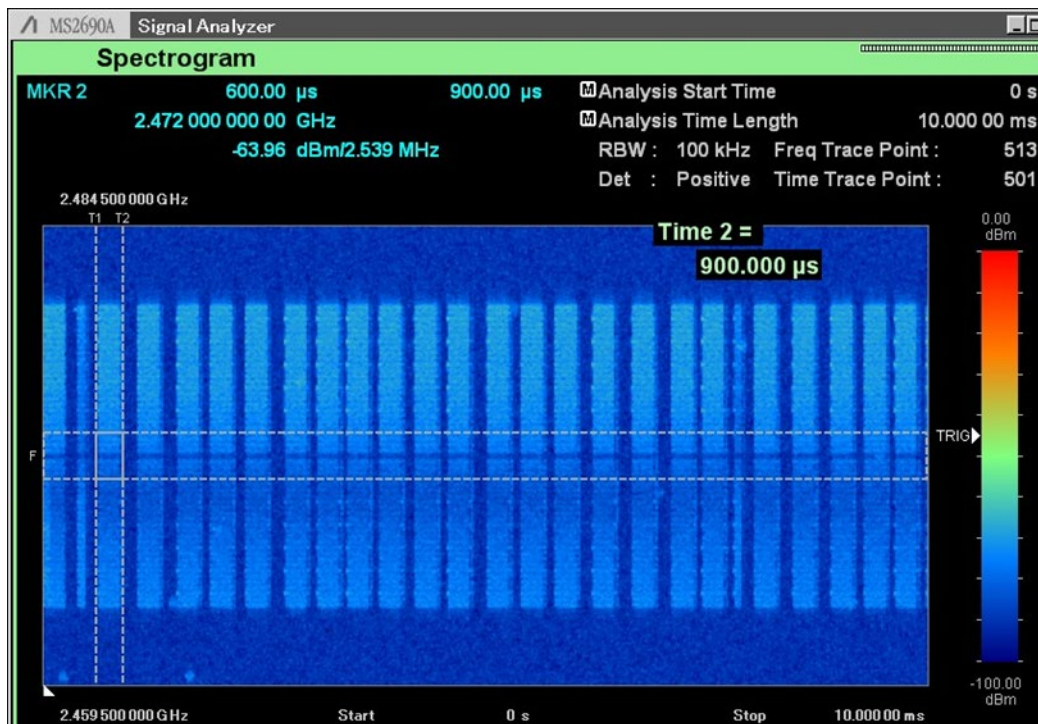 MS2690A Signal Analyzer
Spectrogram
MKR 2 600.00 µs 900.00 µs
2.472 000 000 00 GHz
-63.96 dBm/2.539 MHz
M Analysis Start Time 0 s
M Analysis Time Length 10.000 00 ms
RBW : 100 kHz Freq Trace Point : 513
Det : Positive Time Trace Point : 501
2.484 500 000 GHz
T1 T2
Time 2 =
900.000 µs
0.00
dBm
F
TRIG
-100.00
dBm
2.459 500 000 GHz Start 0 s Stop 10.000 00 ms